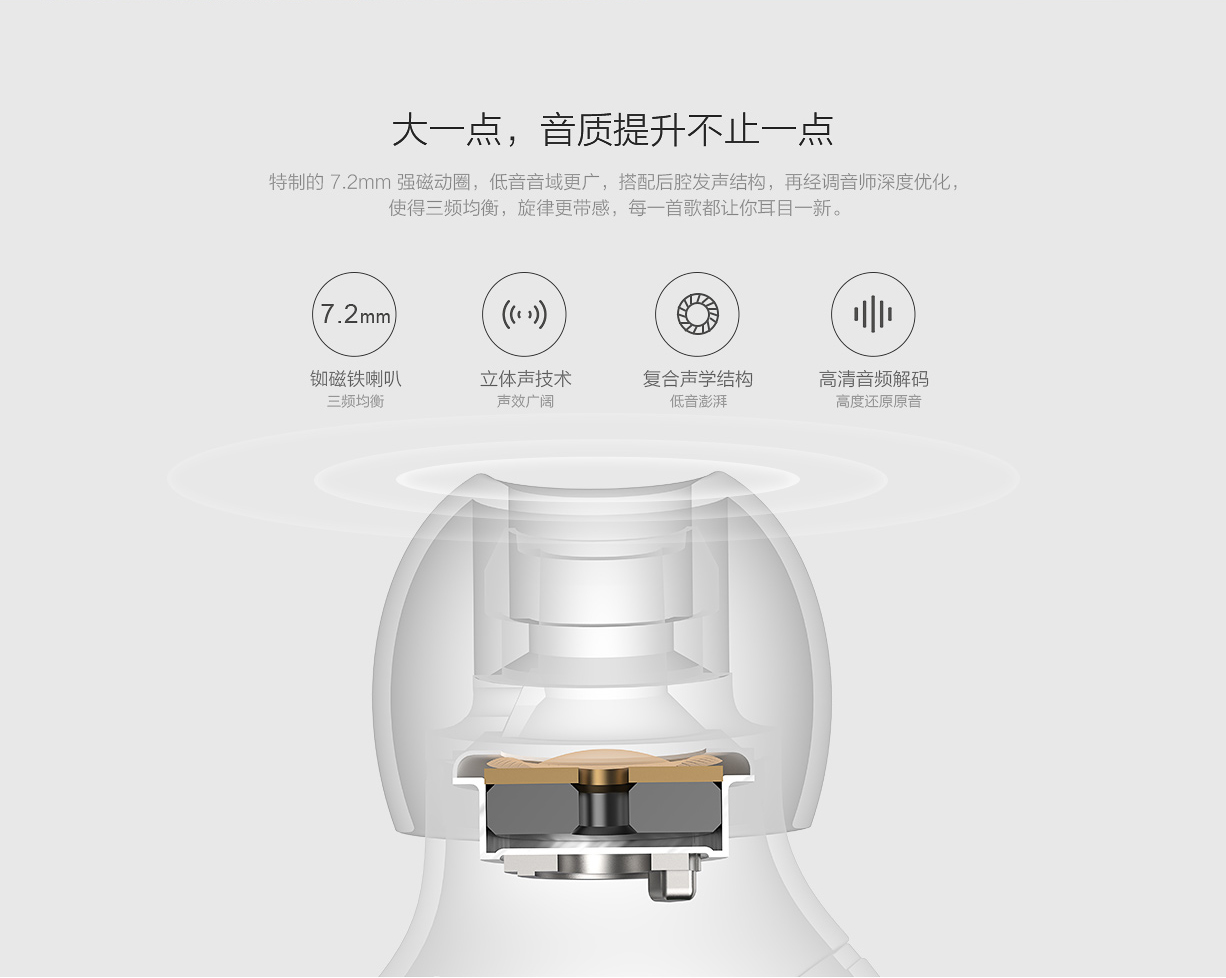 大一点，音质提升不止一点
特制的 7.2mm 强磁动圈，低音音域更广，搭配后腔发声结构，再经调音师深度优化，
使得三频均衡，旋律更带感，每一首歌都让你耳目一新。
7.2mm
铷磁铁喇叭
三频均衡
立体声技术
声效广阔
复合声学结构
低音澎湃
高清音频解码
高度还原原音